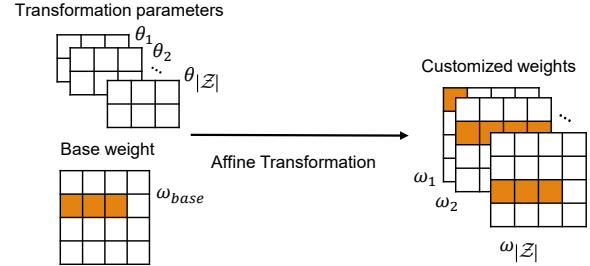 Transformation parameters
θ₁
θ₂
...
θ|𝒵|
Customized weights
...
Base weight
ω_base
Affine Transformation
ω₁
ω₂
ω|𝒵|